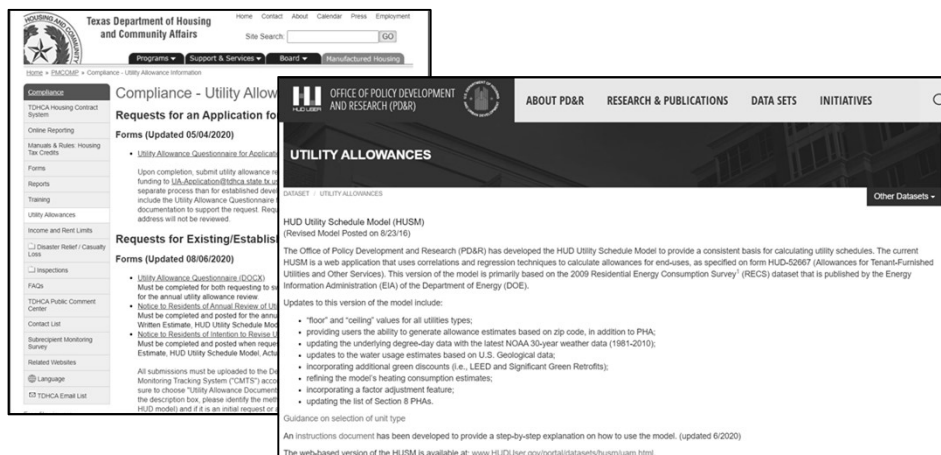 HOUSING AND COMMUNITY
Texas Department of Housing
and Community Affairs
Home Contact About Calendar Press Employment
Site Search: GO
Programs Support & Services Board Manufactured Housing
Home » PMCOMP » Compliance - Utility Allowance Information
Compliance
TDHCA Housing Contract
System
Online Reporting
Manuals & Rules: Housing
Tax Credits
Forms
Reports
Training
Utility Allowances
Income and Rent Limits
Disaster Relief / Casualty
Loss
Inspections
FAQs
TDHCA Public Comment
Center
Contact List
Subrecipient Monitoring
Survey
Related Websites
Language
TDHCA Email List
Compliance - Utility Allow
Requests for an Application fo
Forms (Updated 05/04/2020)
• Utility Allowance Questionnaire for Applicati
Upon completion, submit utility allowance re
funding to UA-Application@tdhca.state.tx.us
separate process than for established devel
include the Utility Allowance Questionnaire f
documentation to support the request. Requ
address will not be reviewed.
Requests for Existing/Establis
Forms (Updated 08/06/2020)
• Utility Allowance Questionnaire (DOCX)
Must be completed for both requesting to sw
for the annual utility allowance review.
• Notice to Residents of Annual Review of Uti
Must be completed and posted for the annua
Written Estimate, HUD Utility Schedule Mod
• Notice to Residents of Intention to Revise U
Must be completed and posted when reques
Estimate, HUD Utility Schedule Model, Actu
All submissions must be uploaded to the De
Monitoring Tracking System ("CMTS") acco
sure to choose "Utility Allowance Document
the description box, please identify the meth
HUD model) and if it is an initial request or a
HUD USER
OFFICE OF POLICY DEVELOPMENT
AND RESEARCH (PD&R)
ABOUT PD&R RESEARCH & PUBLICATIONS DATA SETS INITIATIVES
UTILITY ALLOWANCES
DATASET / UTILITY ALLOWANCES
Other Datasets
HUD Utility Schedule Model (HUSM)
(Revised Model Posted on 8/23/16)
The Office of Policy Development and Research (PD&R) has developed the HUD Utility Schedule Model to provide a consistent basis for calculating utility schedules. The current
HUSM is a web application that uses correlations and regression techniques to calculate allowances for end-uses, as specified on form HUD-52667 (Allowances for Tenant-Furnished
Utilities and Other Services). This version of the model is primarily based on the 2009 Residential Energy Consumption Survey1 (RECS) dataset that is published by the Energy
Information Administration (EIA) of the Department of Energy (DOE).
Updates to this version of the model include:
• "floor" and "ceiling" values for all utilities types;
• providing users the ability to generate allowance estimates based on zip code, in addition to PHA;
• updating the underlying degree-day data with the latest NOAA 30-year weather data (1981-2010);
• updates to the water usage estimates based on U.S. Geological data;
• incorporating additional green discounts (i.e., LEED and Significant Green Retrofits);
• refining the model's heating consumption estimates;
• incorporating a factor adjustment feature;
• updating the list of Section 8 PHAs.
Guidance on selection of unit type
An instructions document has been developed to provide a step-by-step explanation on how to use the model. (updated 6/2020)
The web-based version of the HUSM is available at: www.HUDUser.gov/portal/datasets/husm/uam.html